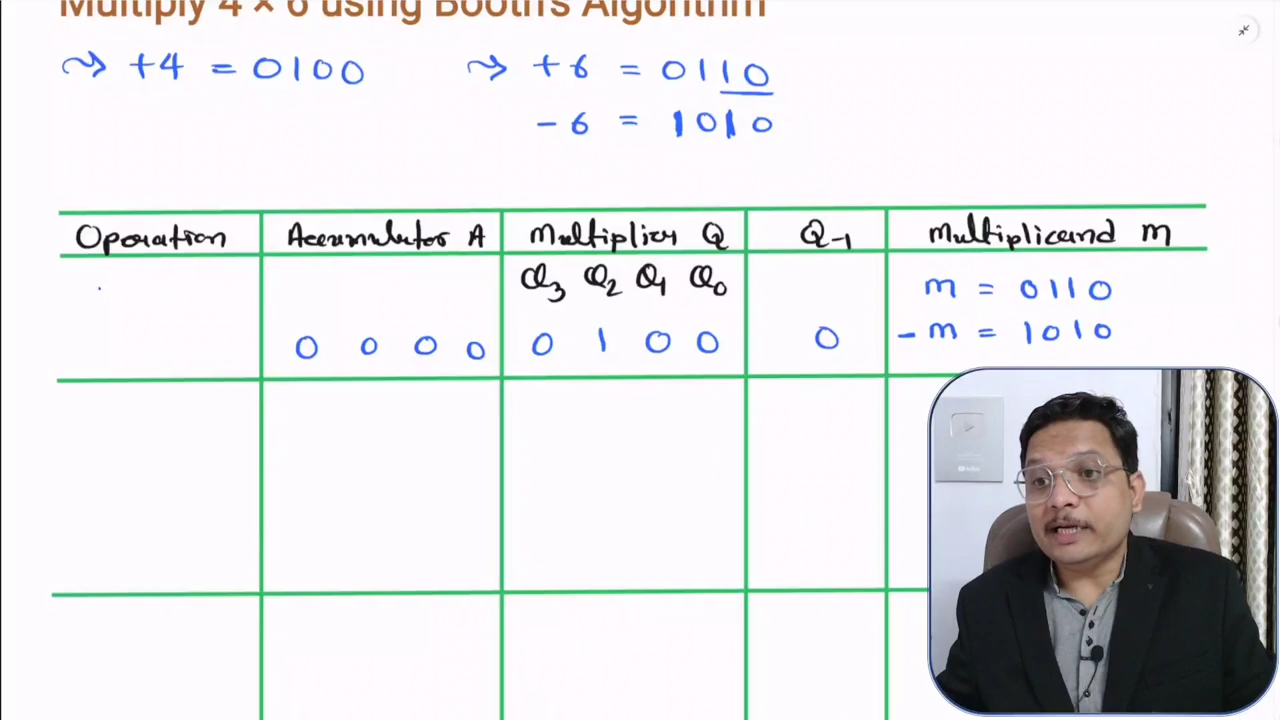 Multiply 4 × 6 using Booth's Algorithm
→ +4 = 0100 → +6 = 0110
-6 = 1010
Operation Accumulator A Multiplier Q Q-1 Multiplicand M
Q3 Q2 Q1 Q0 m = 0110
0 0 0 0 0 1 0 0 0 -m = 1010